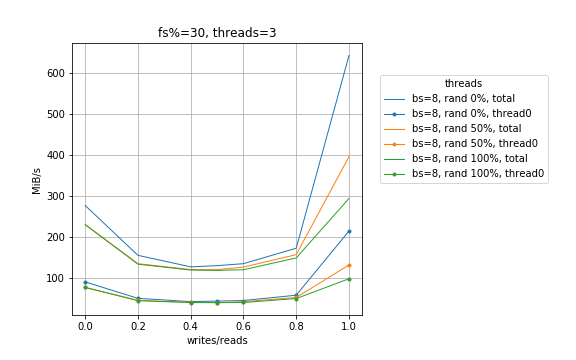 fs%=30, threads=3
MiB/s
600
500
400
300
200
100
0.0 0.2 0.4 0.6 0.8 1.0
writes/reads
threads
bs=8, rand 0%, total
bs=8, rand 0%, thread0
bs=8, rand 50%, total
bs=8, rand 50%, thread0
bs=8, rand 100%, total
bs=8, rand 100%, thread0